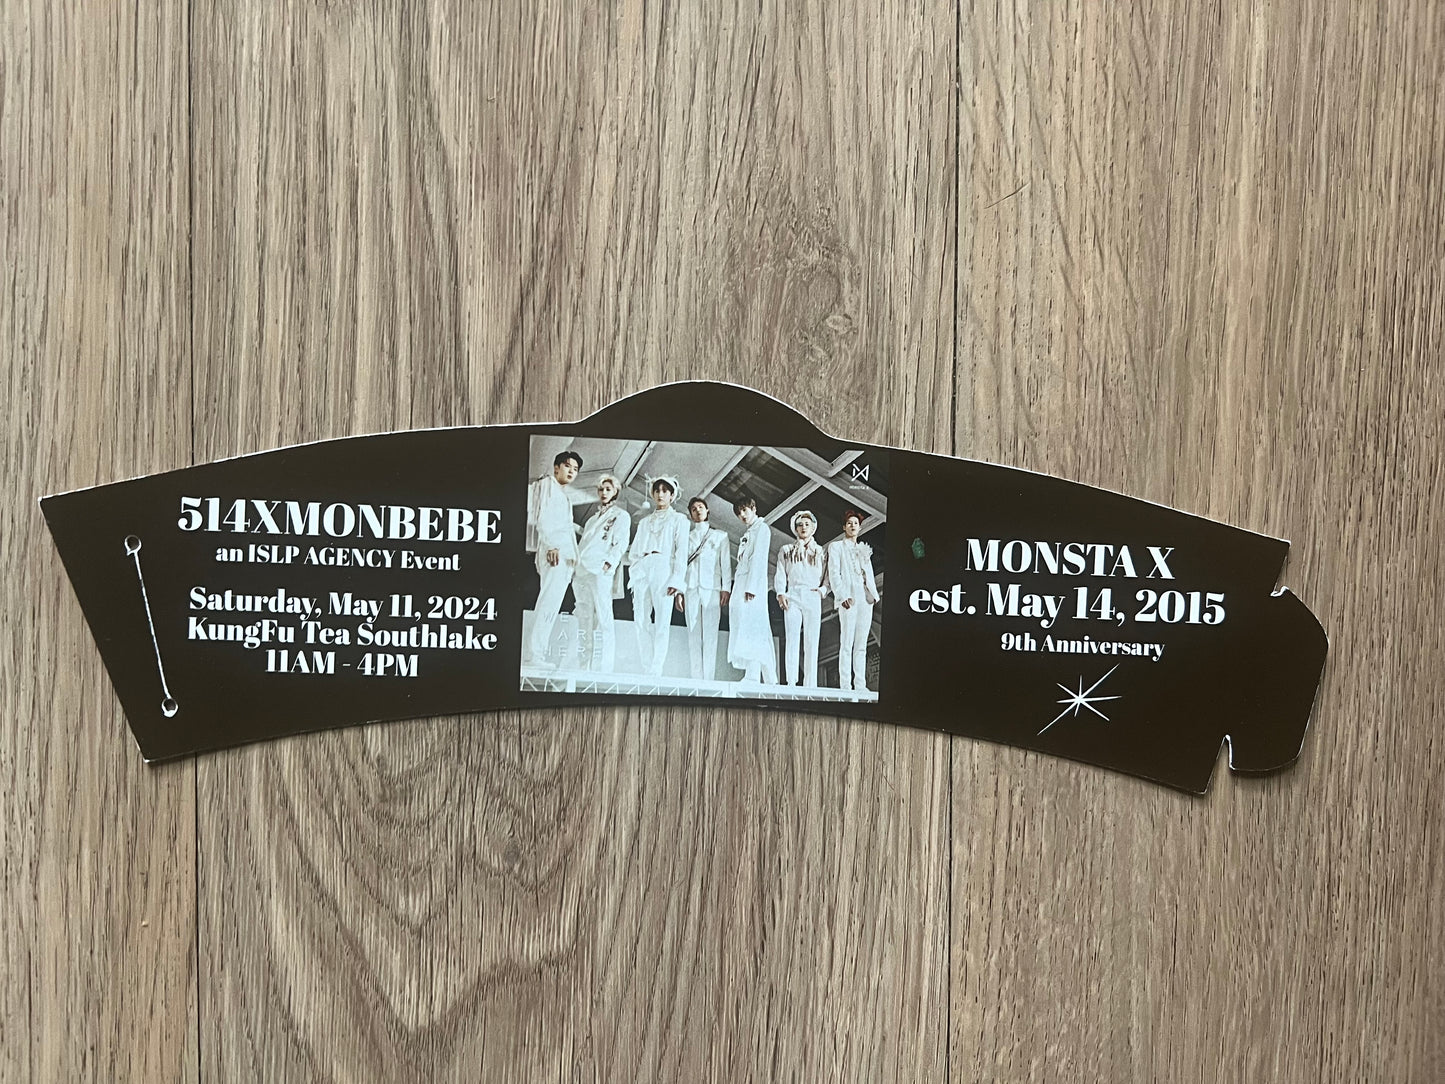 514XMONBEBE
an ISLP AGENCY Event
Saturday, May 11, 2024
KungFu Tea Southlake
11AM - 4PM
MONSTA X
WE
ARE
HERE
MONSTA X
est. May 14, 2015
9th Anniversary